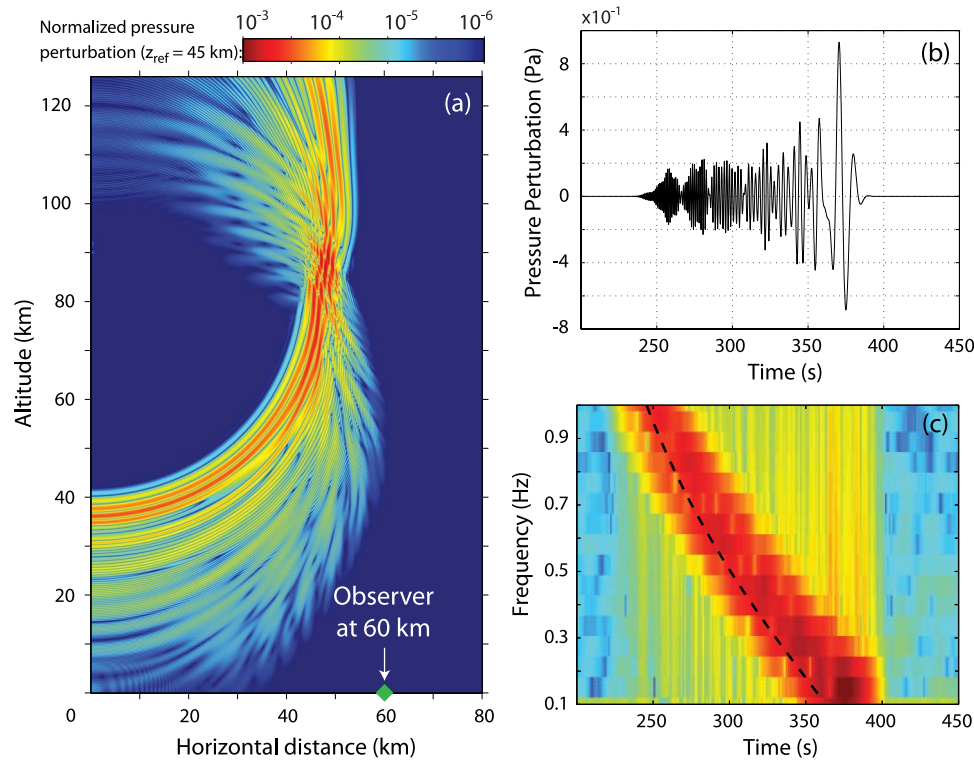 Normalized pressure
perturbation (z_ref = 45 km):
10^-3
10^-4
10^-5
10^-6
(a)
Altitude (km)
120
100
80
60
40
20
0
20
40
60
80
Horizontal distance (km)
Observer
at 60 km
x10^-1
(b)
Pressure Perturbation (Pa)
8
4
0
-4
-8
250
300
350
400
450
Time (s)
(c)
Frequency (Hz)
0.9
0.7
0.5
0.3
0.1
250
300
350
400
450
Time (s)